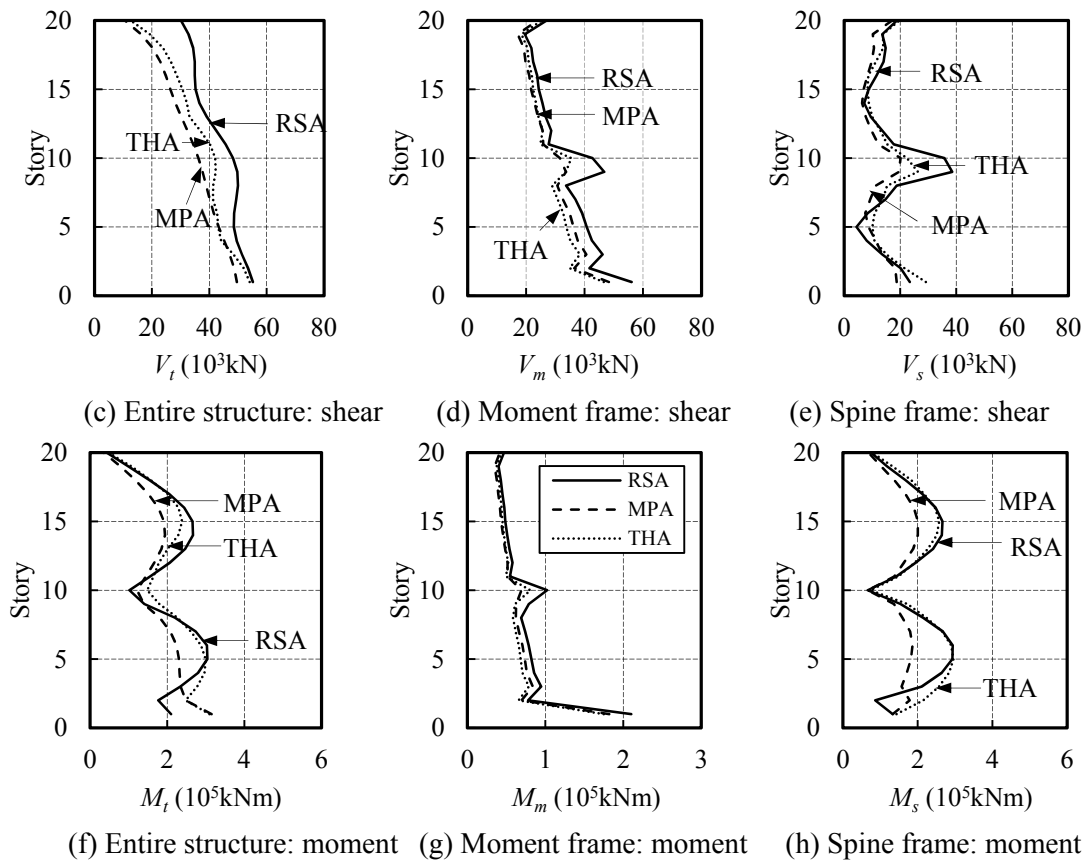 20
15
10
5
0
Story
RSA
THA
MPA
0 20 40 60 80
V_t (10³kN)
(c) Entire structure: shear
20
15
10
5
0
Story
RSA
MPA
THA
0 20 40 60 80
V_m (10³kN)
(d) Moment frame: shear
20
15
10
5
0
Story
RSA
THA
MPA
0 20 40 60 80
V_s (10³kN)
(e) Spine frame: shear
20
15
10
5
0
Story
MPA
THA
RSA
0 2 4 6
M_t (10⁵kNm)
(f) Entire structure: moment
20
15
10
5
0
Story
RSA
MPA
THA
0 1 2 3
M_m (10⁵kNm)
(g) Moment frame: moment
20
15
10
5
0
Story
MPA
RSA
THA
0 2 4 6
M_s (10⁵kNm)
(h) Spine frame: moment